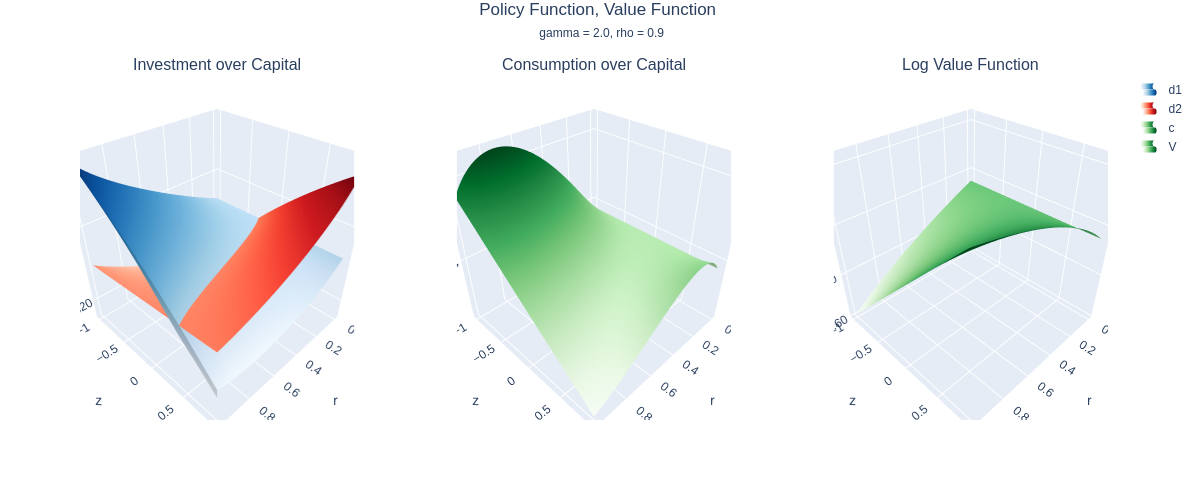 Policy Function, Value Function
gamma = 2.0, rho = 0.9
Investment over Capital
Consumption over Capital
Log Value Function
d1
d2
c
V
20
-1
−0.5
0
0.5
z
0
0.2
0.4
0.6
0.8
r
-1
−0.5
0
0.5
z
0
0.2
0.4
0.6
0.8
r
60
−0.5
0
0.5
z
0
0.2
0.4
0.6
0.8
r